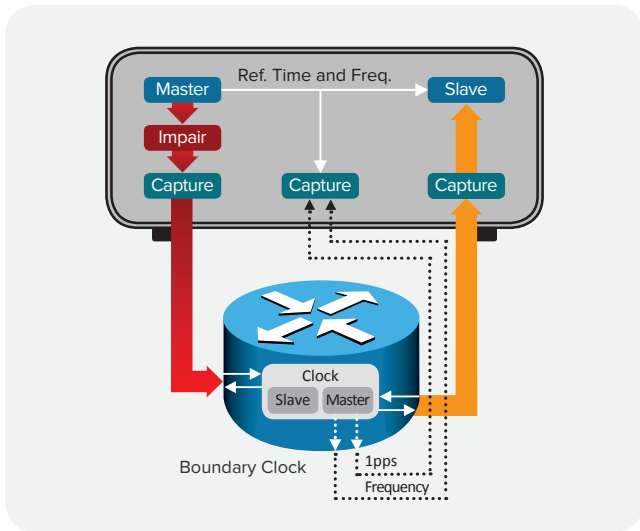 Ref. Time and Freq.
Master
Slave
Impair
Capture
Capture
Capture
Clock
Slave
Master
Boundary Clock
1pps
Frequency